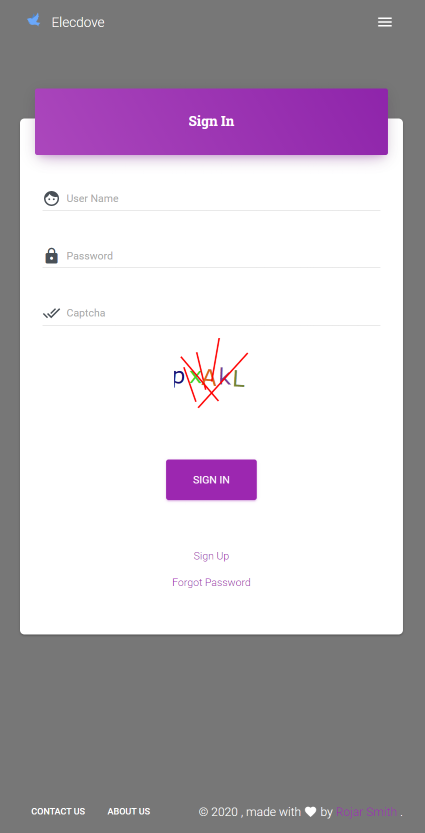 Elecdove
Sign In
User Name
Password
Captcha
pxAkL
SIGN IN
Sign Up
Forgot Password
CONTACT US ABOUT US © 2020 , made with ♥ by Rojar Smith .